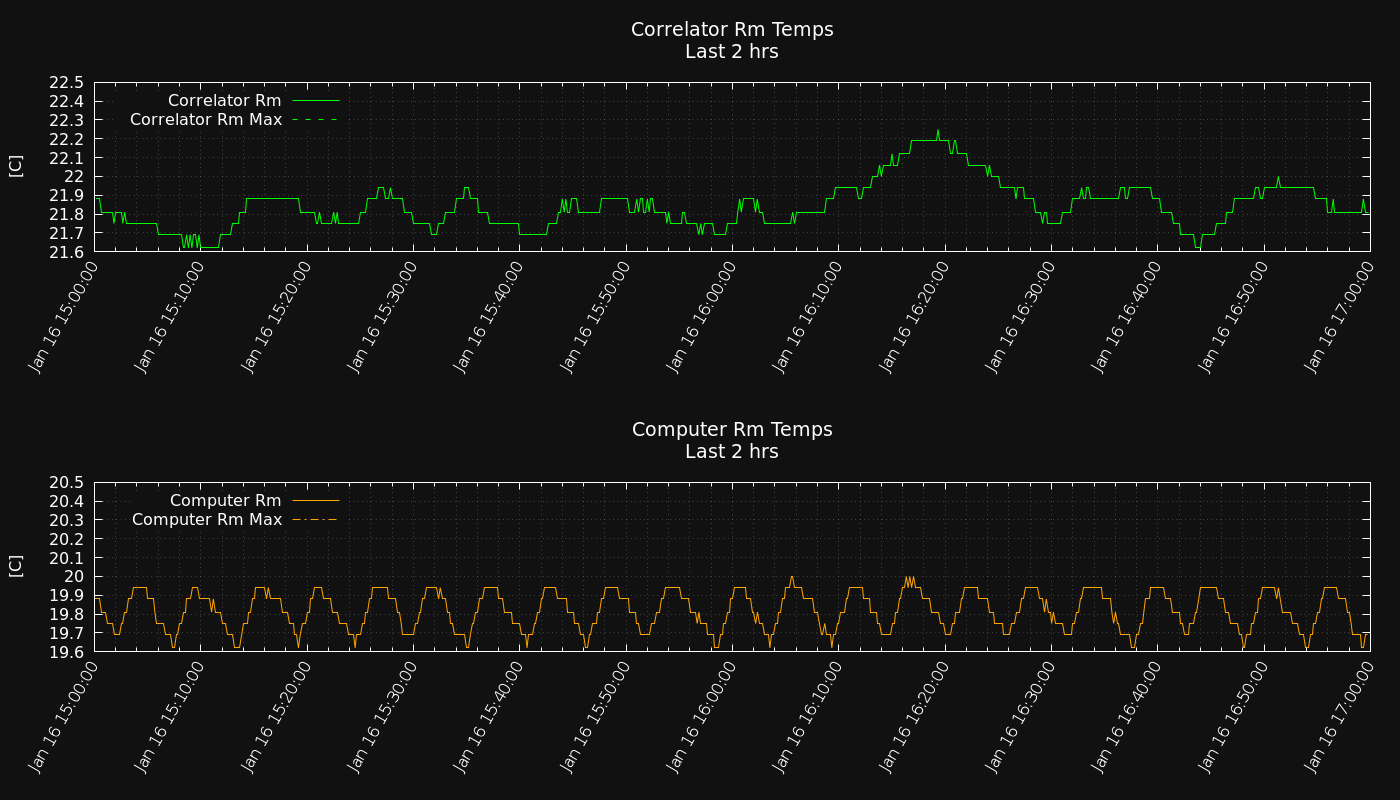 Correlator Rm Temps
Last 2 hrs
[C]
22.5
22.4
22.3
22.2
22.1
22
21.9
21.8
21.7
21.6
Correlator Rm
Correlator Rm Max
Jan 16 15:00:00
Jan 16 15:10:00
Jan 16 15:20:00
Jan 16 15:30:00
Jan 16 15:40:00
Jan 16 15:50:00
Jan 16 16:00:00
Jan 16 16:10:00
Jan 16 16:20:00
Jan 16 16:30:00
Jan 16 16:40:00
Jan 16 16:50:00
Jan 16 17:00:00
Computer Rm Temps
Last 2 hrs
[C]
20.5
20.4
20.3
20.2
20.1
20
19.9
19.8
19.7
19.6
Computer Rm
Computer Rm Max
Jan 16 15:00:00
Jan 16 15:10:00
Jan 16 15:20:00
Jan 16 15:30:00
Jan 16 15:40:00
Jan 16 15:50:00
Jan 16 16:00:00
Jan 16 16:10:00
Jan 16 16:20:00
Jan 16 16:30:00
Jan 16 16:40:00
Jan 16 16:50:00
Jan 16 17:00:00